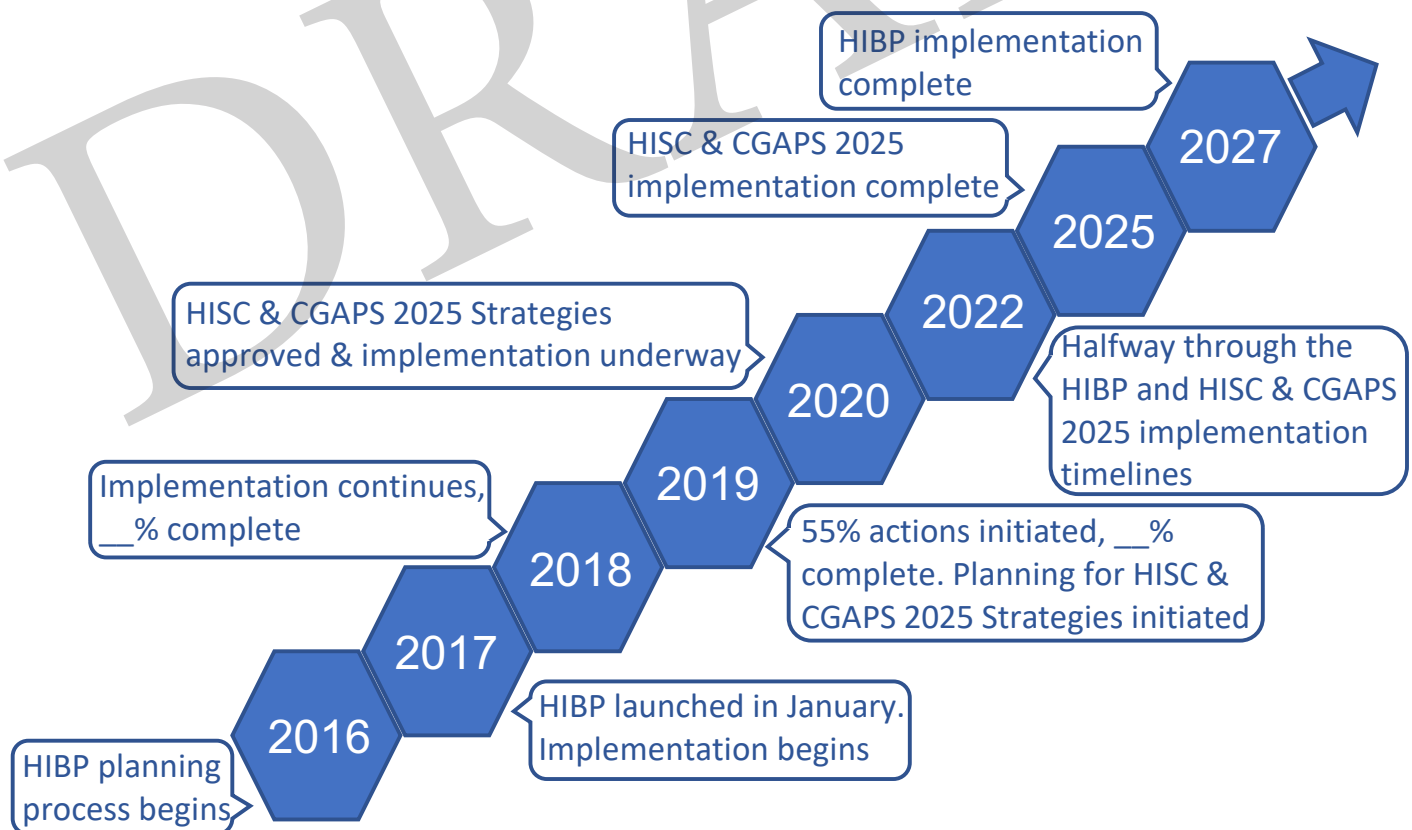 DRA
HIBP implementation
complete
2027
HISC & CGAPS 2025
implementation complete
2025
2022
Halfway through the
HIBP and HISC & CGAPS
2025 implementation
timelines
HISC & CGAPS 2025 Strategies
approved & implementation underway
2020
2019
55% actions initiated, __%
complete. Planning for HISC &
CGAPS 2025 Strategies initiated
Implementation continues,
__% complete
2018
2017
HIBP launched in January.
Implementation begins
2016
HIBP planning
process begins